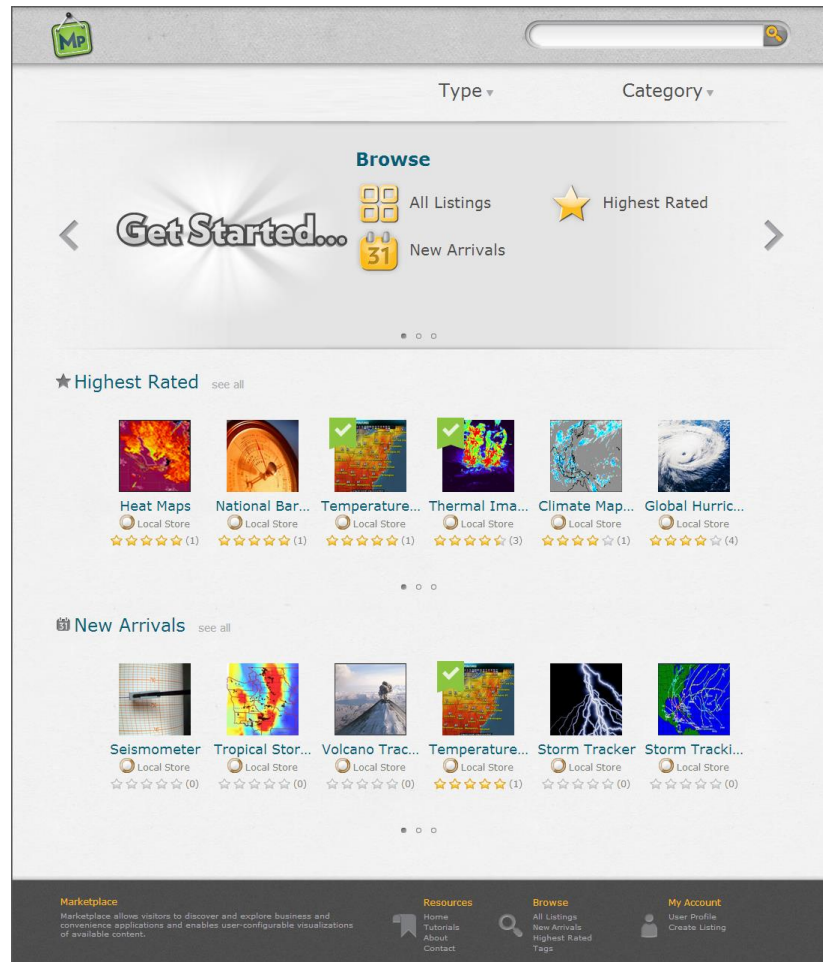 MP
Type
Category
Browse
Get Started...
All Listings
Highest Rated
31
New Arrivals
Highest Rated see all
Heat Maps
National Bar...
Temperature...
Thermal Ima...
Climate Map...
Global Hurric...
Local Store
Local Store
Local Store
Local Store
Local Store
Local Store
(1)
(1)
(1)
(3)
(1)
(4)
31 New Arrivals see all
Seismometer
Tropical Stor...
Volcano Trac...
Temperature...
Storm Tracker
Storm Tracki...
Local Store
Local Store
Local Store
Local Store
Local Store
Local Store
(0)
(0)
(0)
(1)
(0)
(0)
Marketplace
Marketplace allows visitors to discover and explore business and
convenience applications and enables user-configurable visualizations
of available content.
Resources
Home
Tutorials
About
Contact
Browse
All Listings
New Arrivals
Highest Rated
Tags
My Account
User Profile
Create Listing